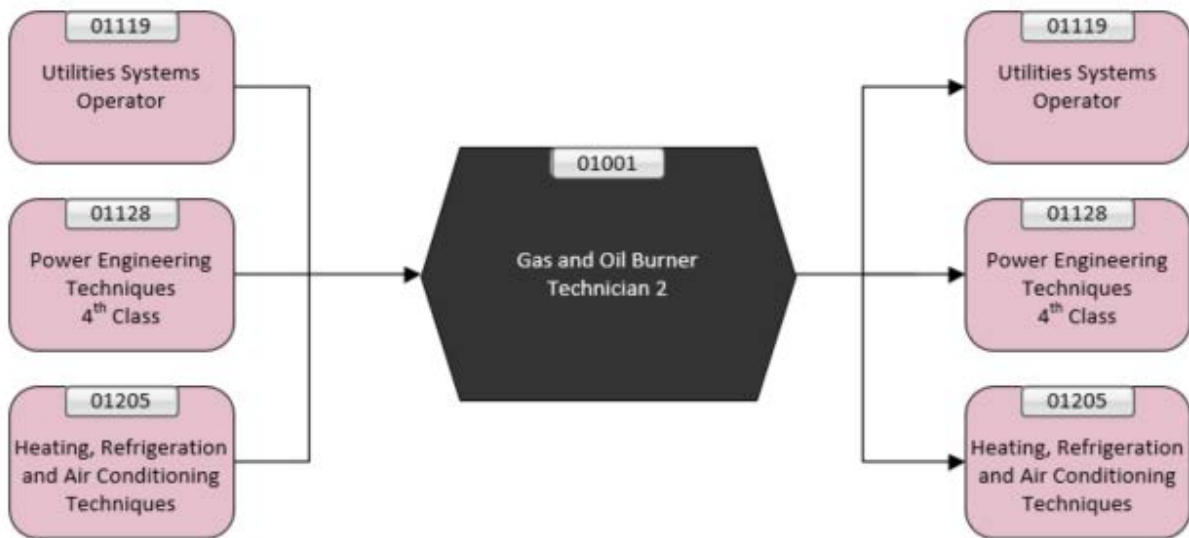 01119
Utilities Systems
Operator
01128
Power Engineering
Techniques
4th Class
01205
Heating, Refrigeration
and Air Conditioning
Techniques
01001
Gas and Oil Burner
Technician 2
01119
Utilities Systems
Operator
01128
Power Engineering
Techniques
4th Class
01205
Heating, Refrigeration
and Air Conditioning
Techniques